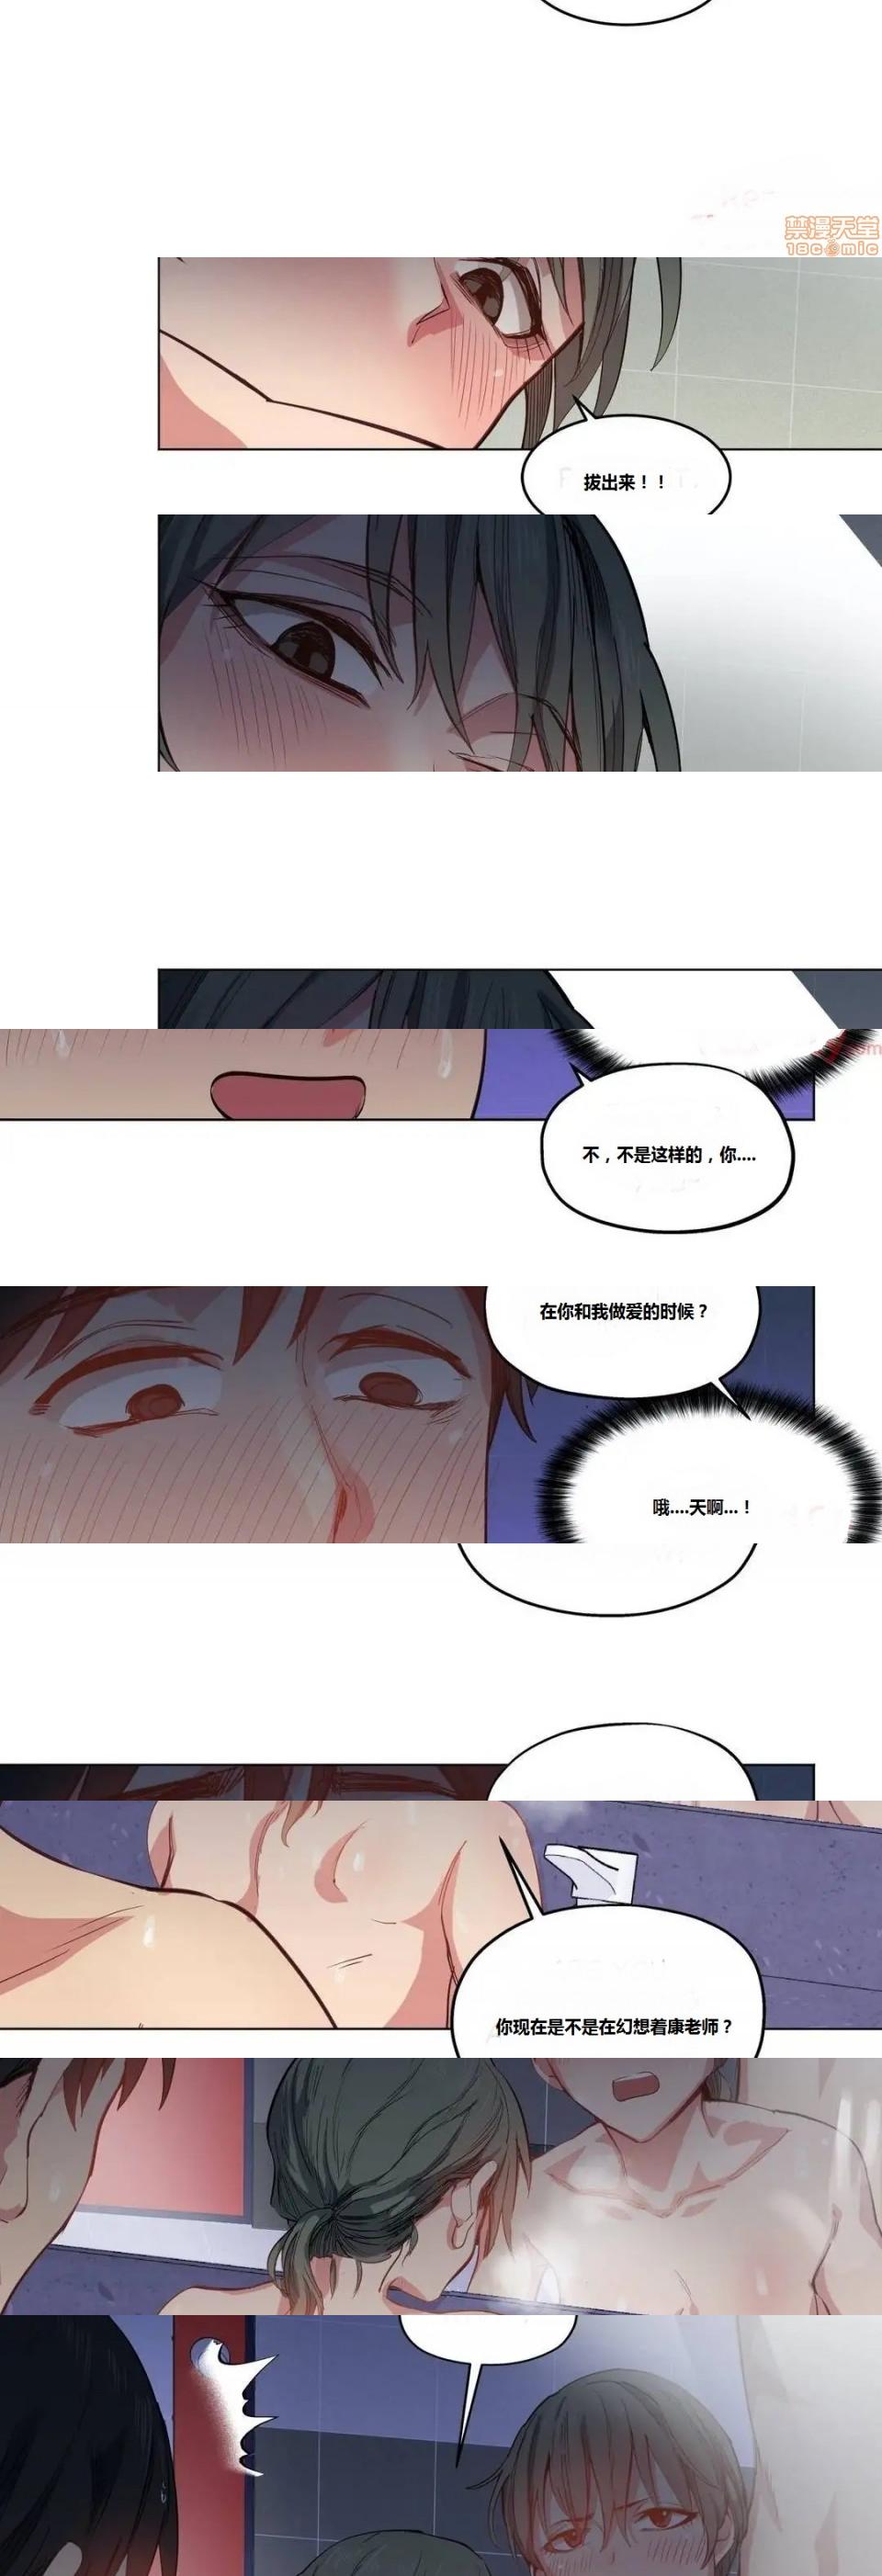 禁漫天堂
18comic
拔出来！！
不，不是这样的，你....
在你和我做爱的时候？
哦....天啊...！
你现在是不是在幻想着康老师？